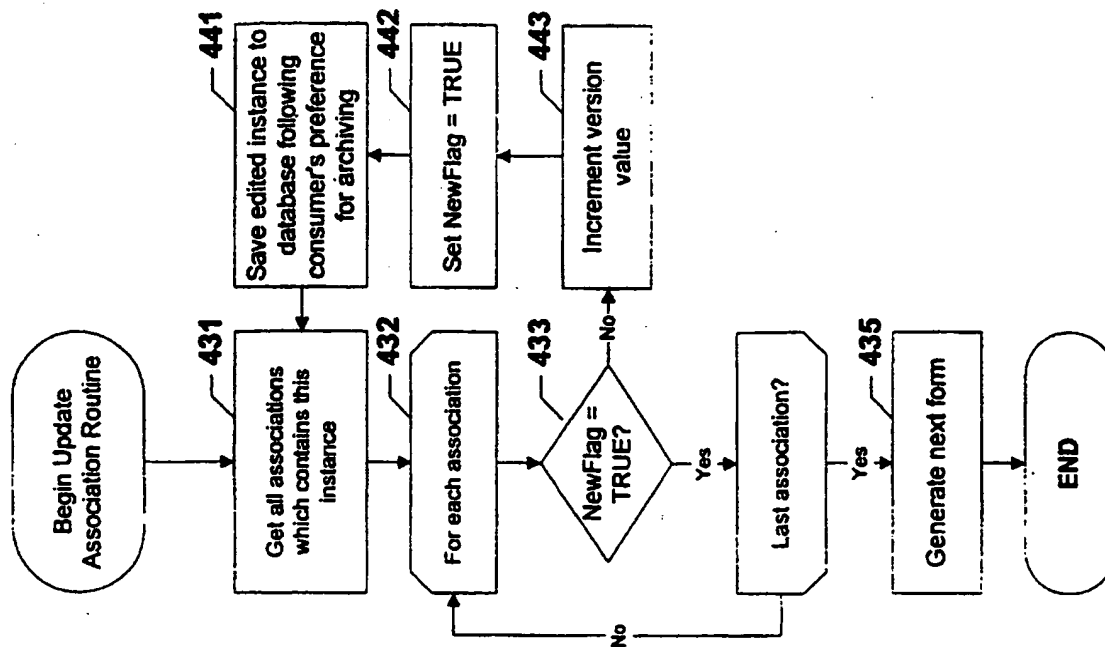 Begin Update
Association Routine
431
Get all associations
which contains this
instance
432
For each association
433
NewFlag =
TRUE?
No
Yes
Last association?
No
Yes
435
Generate next form
END
441
Save edited instance to
database following
consumer's preference
for archiving
442
Set NewFlag = TRUE
443
Increment version
value